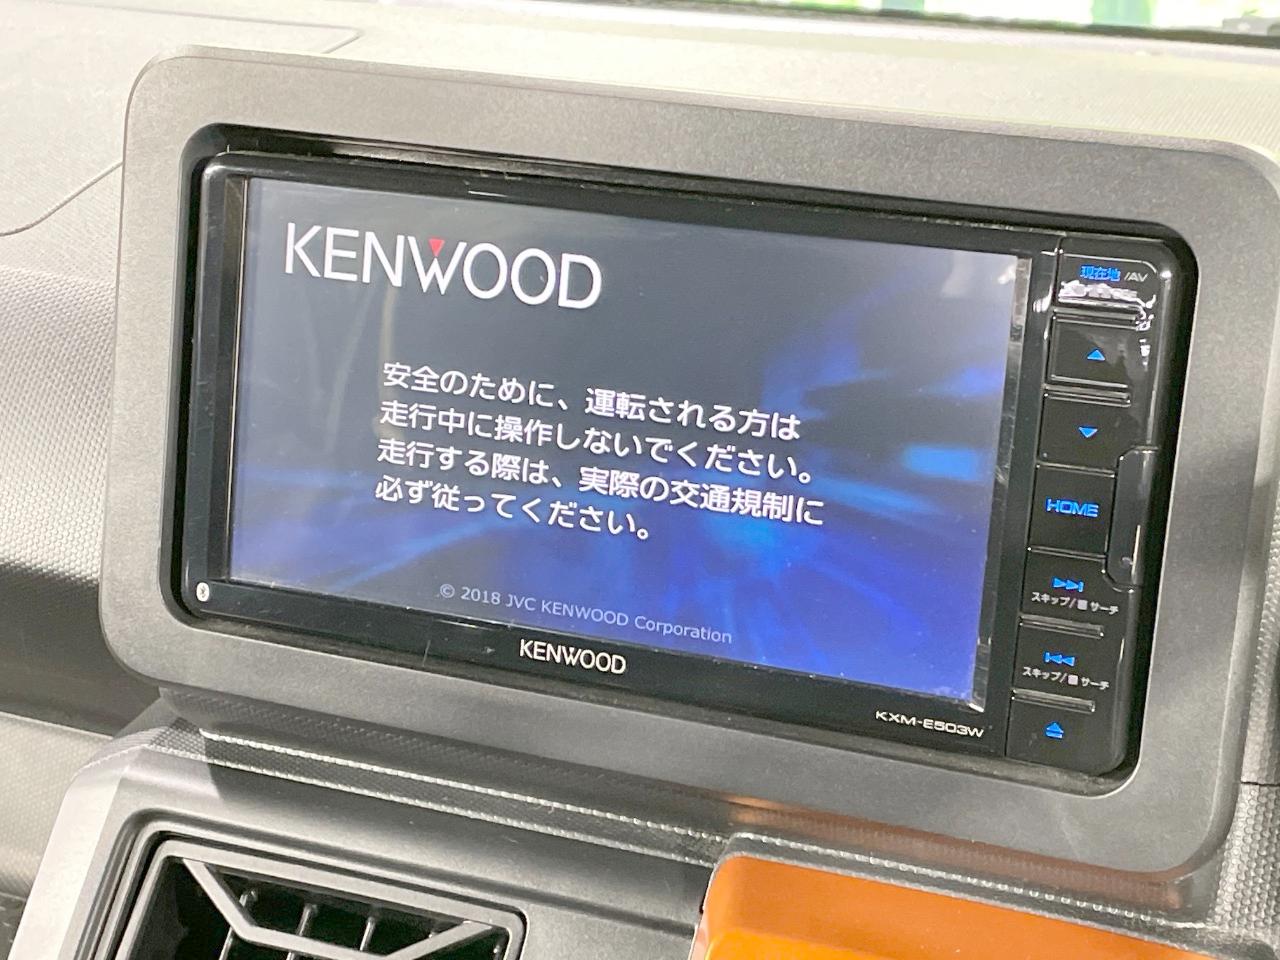 KENWOOD
安全のために、運転される方は
走行中に操作しないでください。
走行する際は、実際の交通規制に
必ず従ってください。
© 2018 JVC KENWOOD Corporation
KENWOOD
KXM-E503W
現在地 /AV
HOME
スキップ/ サーチ
スキップ/ サーチ